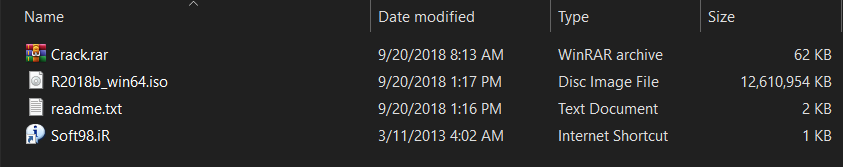 Name Date modified Type Size
Crack.rar 9/20/2018 8:13 AM WinRAR archive 62 KB
R2018b_win64.iso 9/20/2018 1:17 PM Disc Image File 12,610,954 KB
readme.txt 9/20/2018 1:16 PM Text Document 2 KB
Soft98.iR 3/11/2013 4:02 AM Internet Shortcut 1 KB